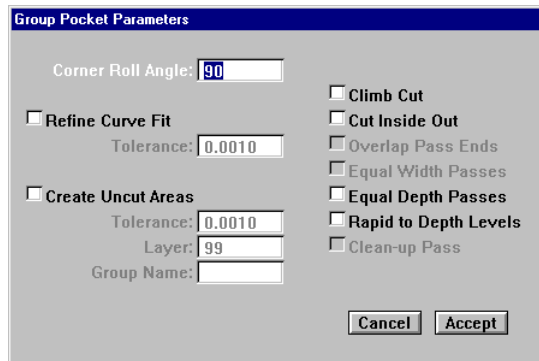 Group Pocket Parameters
Corner Roll Angle: 90
Refine Curve Fit
Tolerance: 0.0010
Create Uncut Areas
Tolerance: 0.0010
Layer: 99
Group Name:
Climb Cut
Cut Inside Out
Overlap Pass Ends
Equal Width Passes
Equal Depth Passes
Rapid to Depth Levels
Clean-up Pass
Cancel
Accept